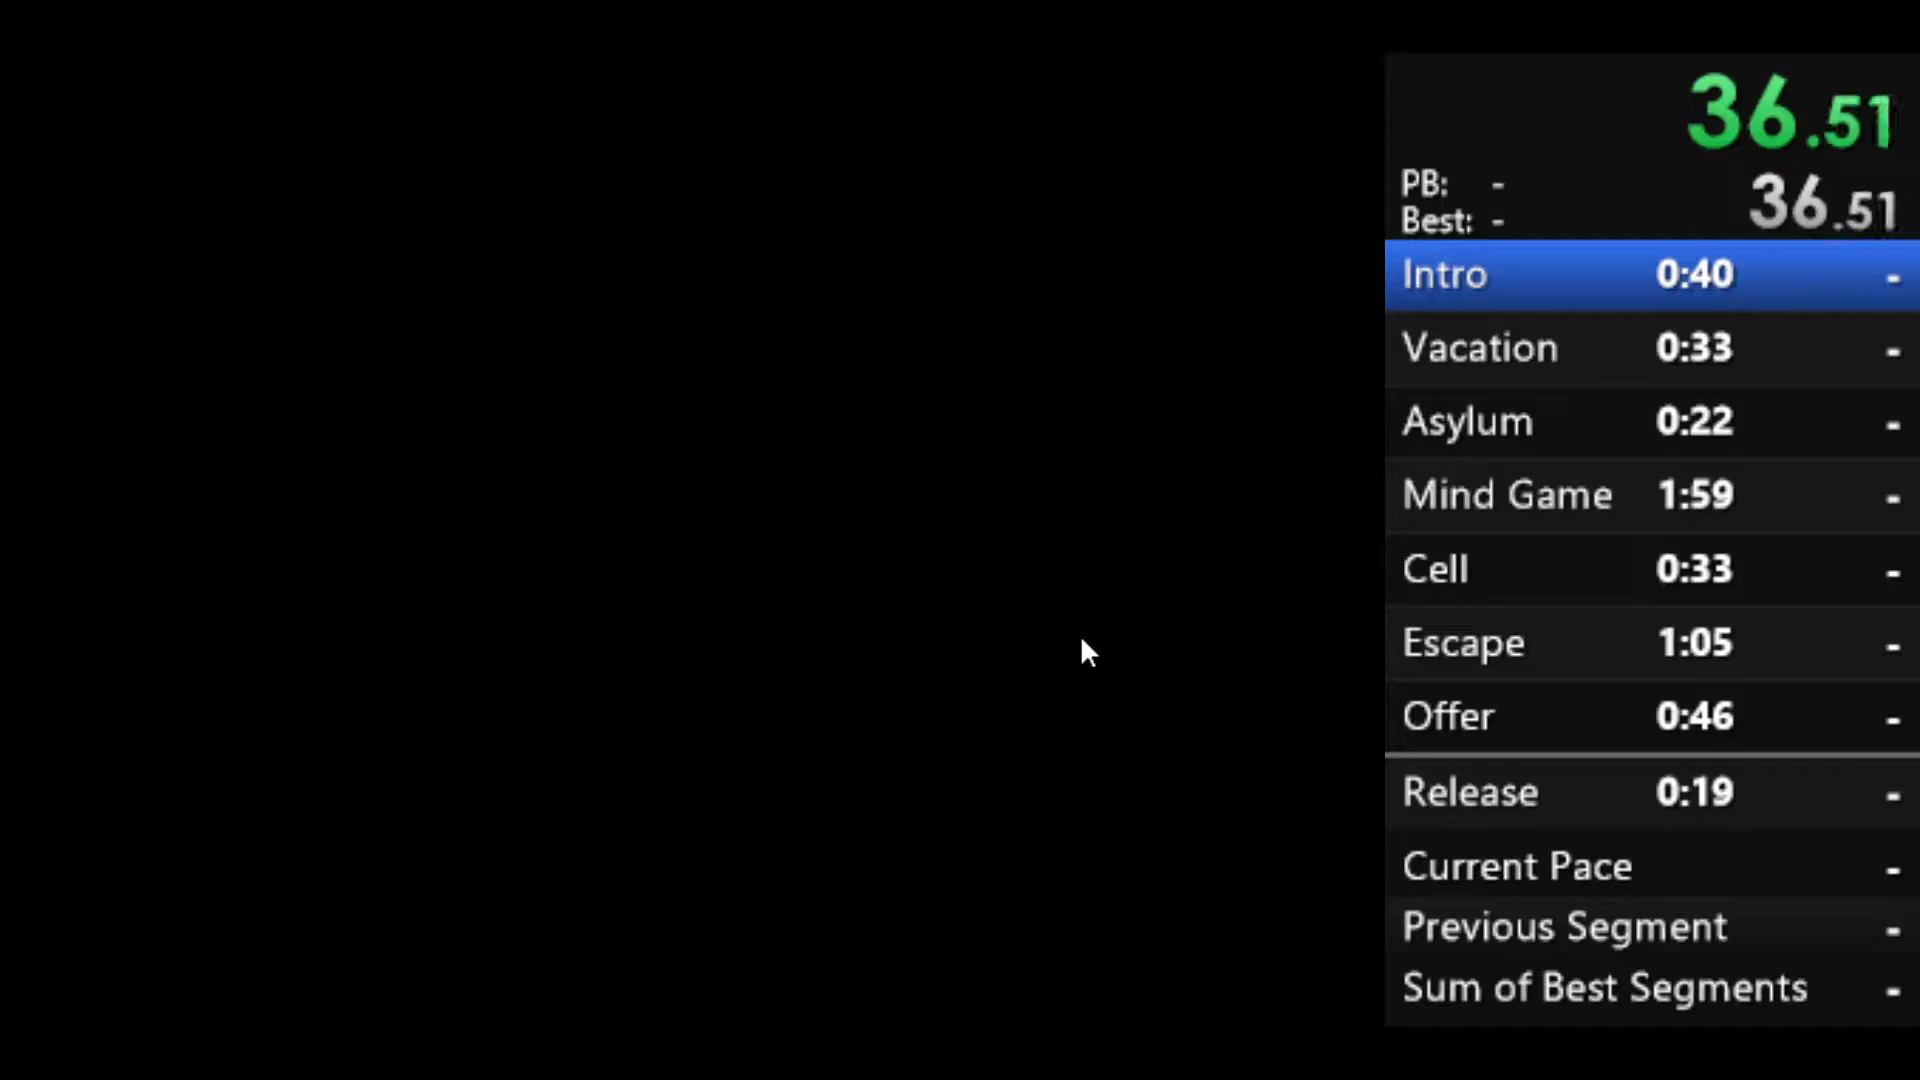 36.51
PB: -
36.51
Best: -
Intro 0:40 -
Vacation 0:33 -
Asylum 0:22 -
Mind Game 1:59 -
Cell 0:33 -
Escape 1:05 -
Offer 0:46 -
Release 0:19 -
Current Pace -
Previous Segment -
Sum of Best Segments -